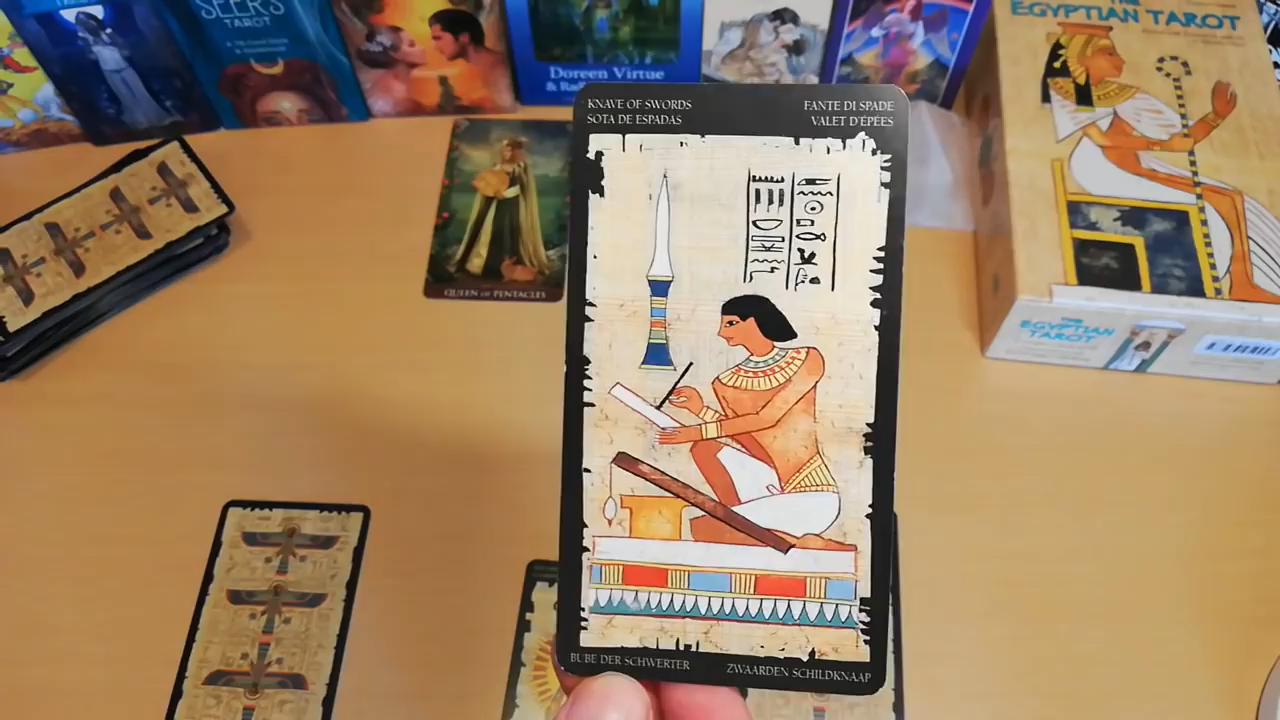 SEER'S
TAROT
Doreen Virtue
THE
EGYPTIAN TAROT
QUEEN OF PENTACLES
KNAVE OF SWORDS
SOTA DE ESPADAS
FANTE DI SPADE
VALET D'ÉPÉES
BUBE DER SCHWERTER
ZWAARDEN SCHILDKNAAP
THE
EGYPTIAN
TAROT